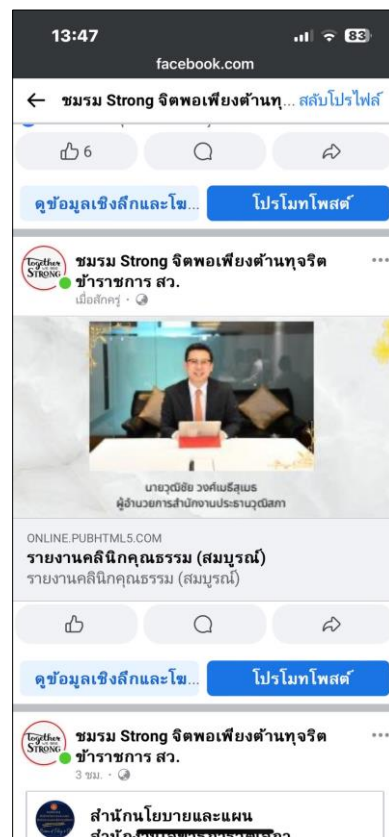 13:47
83
facebook.com
← ชมรม Strong จิตพอเพียงต้านทุ... สลับโปรไฟล์
6
ดูข้อมูลเชิงลึกและโฆ...
โปรโมทโพสต์
Together
STRONG
ชมรม Strong จิตพอเพียงต้านทุจริต
ข้าราชการ สว.
เมื่อสักครู่ ·
นายวุฒิชัย วงศ์เมธีสุเมธ
ผู้อำนวยการสำนักงานประธานวุฒิสภา
ONLINE.PUBHTML5.COM
รายงานคลินิกคุณธรรม (สมบูรณ์)
รายงานคลินิกคุณธรรม (สมบูรณ์)
ดูข้อมูลเชิงลึกและโฆ...
โปรโมทโพสต์
Together
STRONG
ชมรม Strong จิตพอเพียงต้านทุจริต
ข้าราชการ สว.
3 ชม. ·
สำนักนโยบายและแผน